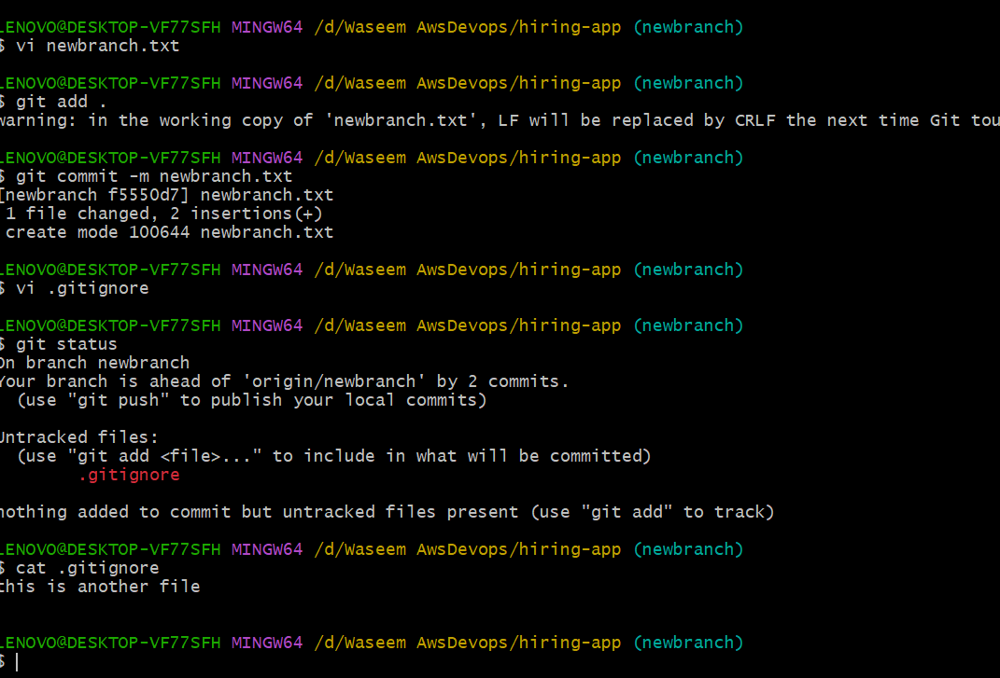 LENOVO@DESKTOP-VF77SFH MINGW64 /d/Waseem AwsDevops/hiring-app (newbranch)
$ vi newbranch.txt
LENOVO@DESKTOP-VF77SFH MINGW64 /d/Waseem AwsDevops/hiring-app (newbranch)
$ git add .
warning: in the working copy of 'newbranch.txt', LF will be replaced by CRLF the next time Git tou
LENOVO@DESKTOP-VF77SFH MINGW64 /d/Waseem AwsDevops/hiring-app (newbranch)
$ git commit -m newbranch.txt
[newbranch f5550d7] newbranch.txt
1 file changed, 2 insertions(+)
create mode 100644 newbranch.txt
LENOVO@DESKTOP-VF77SFH MINGW64 /d/Waseem AwsDevops/hiring-app (newbranch)
$ vi .gitignore
LENOVO@DESKTOP-VF77SFH MINGW64 /d/Waseem AwsDevops/hiring-app (newbranch)
$ git status
On branch newbranch
Your branch is ahead of 'origin/newbranch' by 2 commits.
(use "git push" to publish your local commits)
Untracked files:
(use "git add <file>..." to include in what will be committed)
.gitignore
nothing added to commit but untracked files present (use "git add" to track)
LENOVO@DESKTOP-VF77SFH MINGW64 /d/Waseem AwsDevops/hiring-app (newbranch)
$ cat .gitignore
this is another file
LENOVO@DESKTOP-VF77SFH MINGW64 /d/Waseem AwsDevops/hiring-app (newbranch)
$